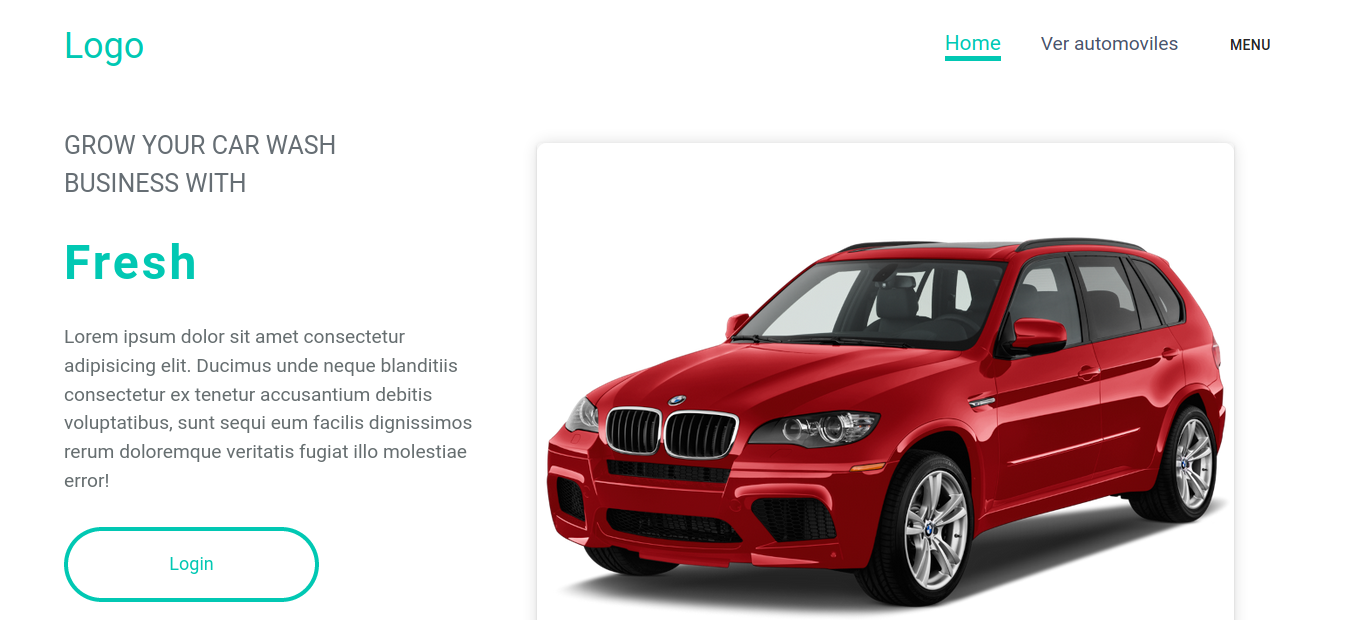 Logo
Home
Ver automoviles
MENU
GROW YOUR CAR WASH
BUSINESS WITH
Fresh
Lorem ipsum dolor sit amet consectetur
adipisicing elit. Ducimus unde neque blanditiis
consectetur ex tenetur accusantium debitis
voluptatibus, sunt sequi eum facilis dignissimos
rerum doloremque veritatis fugiat illo molestiae
error!
Login